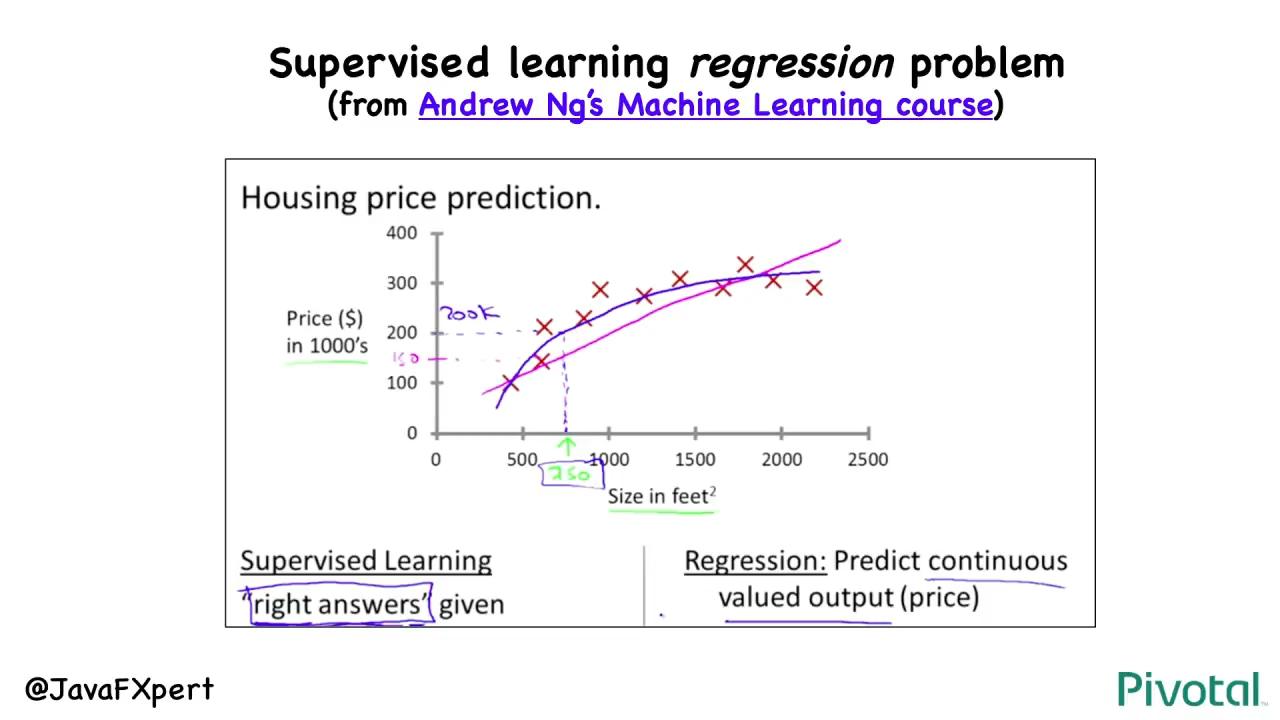 Supervised learning regression problem
(from Andrew Ng's Machine Learning course)
Housing price prediction.
400
300
Price ($)
in 1000's
200K
200
150
100
0
0
500
1000
1500
2000
2500
750
Size in feet²
Supervised Learning
"right answers" given
Regression: Predict continuous
valued output (price)
@JavaFXpert
Pivotal™